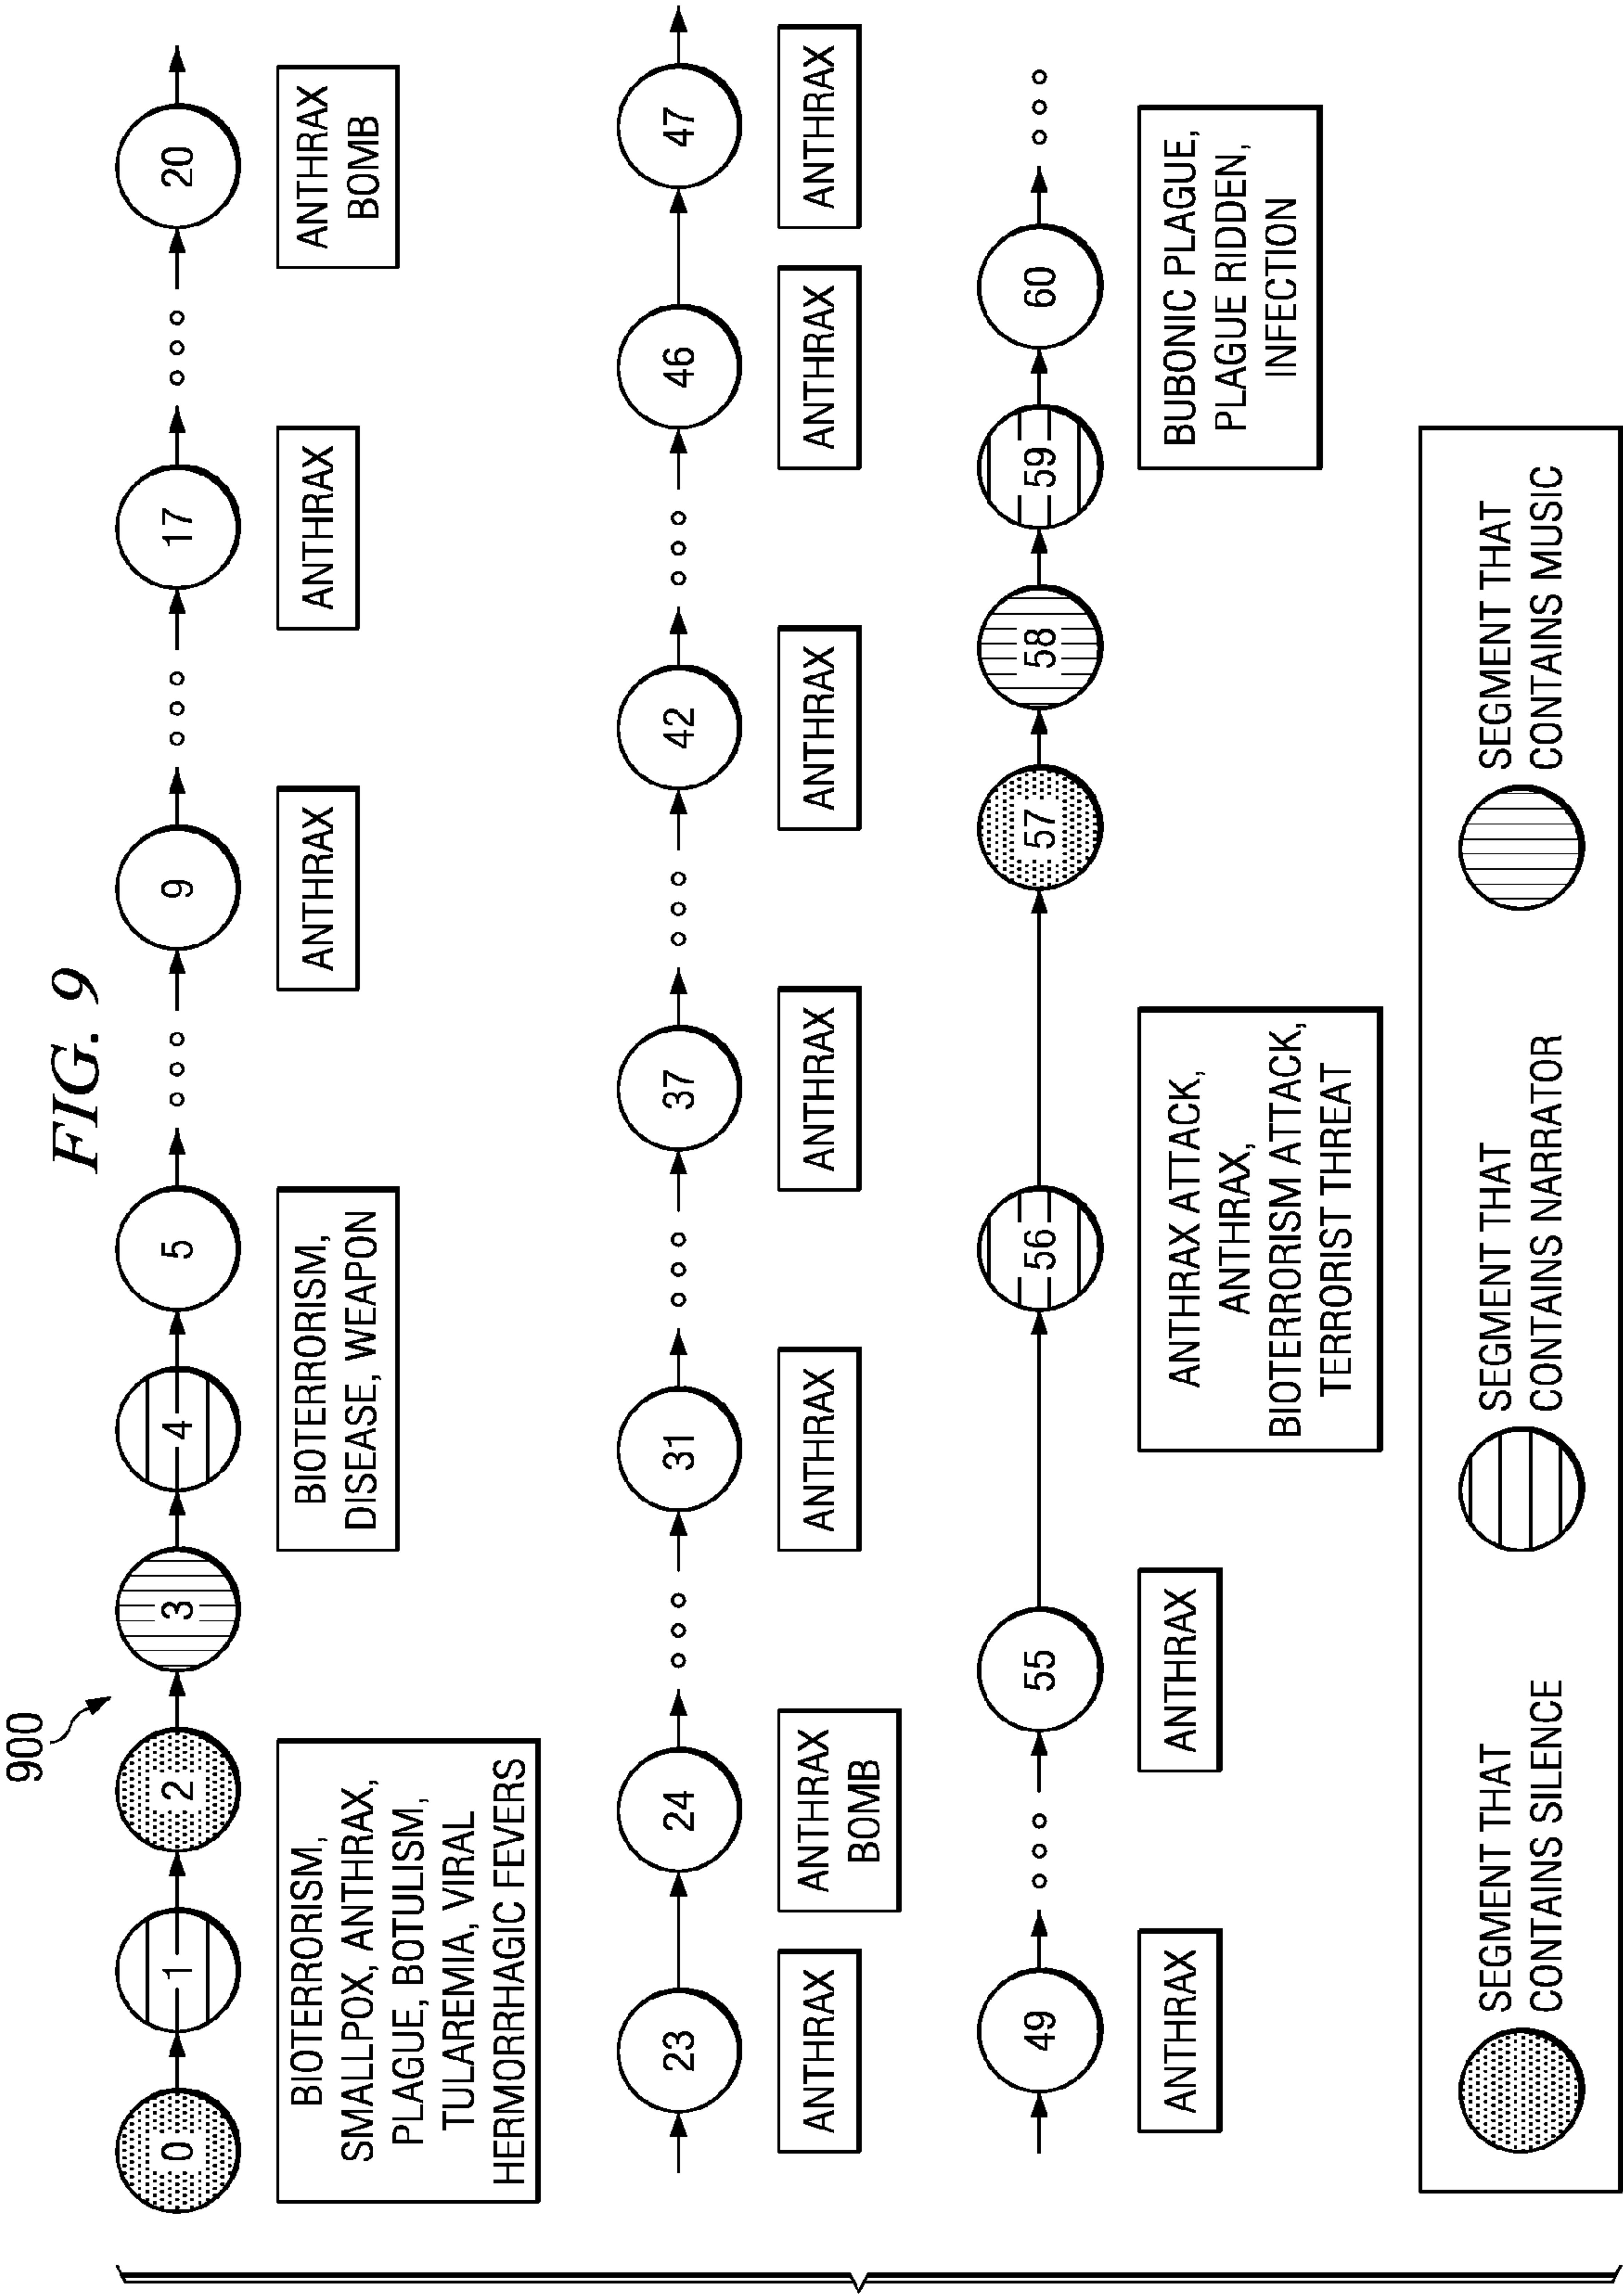 FIG. 9
900
0
1
2
3
4
5
9
17
20
BIOTERRORISM,
SMALLPOX, ANTHRAX,
PLAGUE, BOTULISM,
TULAREMIA, VIRAL
HERMORRHAGIC FEVERS
BIOTERRORISM,
DISEASE, WEAPON
ANTHRAX
ANTHRAX
ANTHRAX
BOMB
23
24
31
37
42
46
47
ANTHRAX
ANTHRAX
BOMB
ANTHRAX
ANTHRAX
ANTHRAX
ANTHRAX
ANTHRAX
49
55
56
57
58
59
60
ANTHRAX
ANTHRAX
ANTHRAX ATTACK,
ANTHRAX,
BIOTERRORISM ATTACK,
TERRORIST THREAT
BUBONIC PLAGUE,
PLAGUE RIDDEN,
INFECTION
SEGMENT THAT
CONTAINS SILENCE
SEGMENT THAT
CONTAINS NARRATOR
SEGMENT THAT
CONTAINS MUSIC